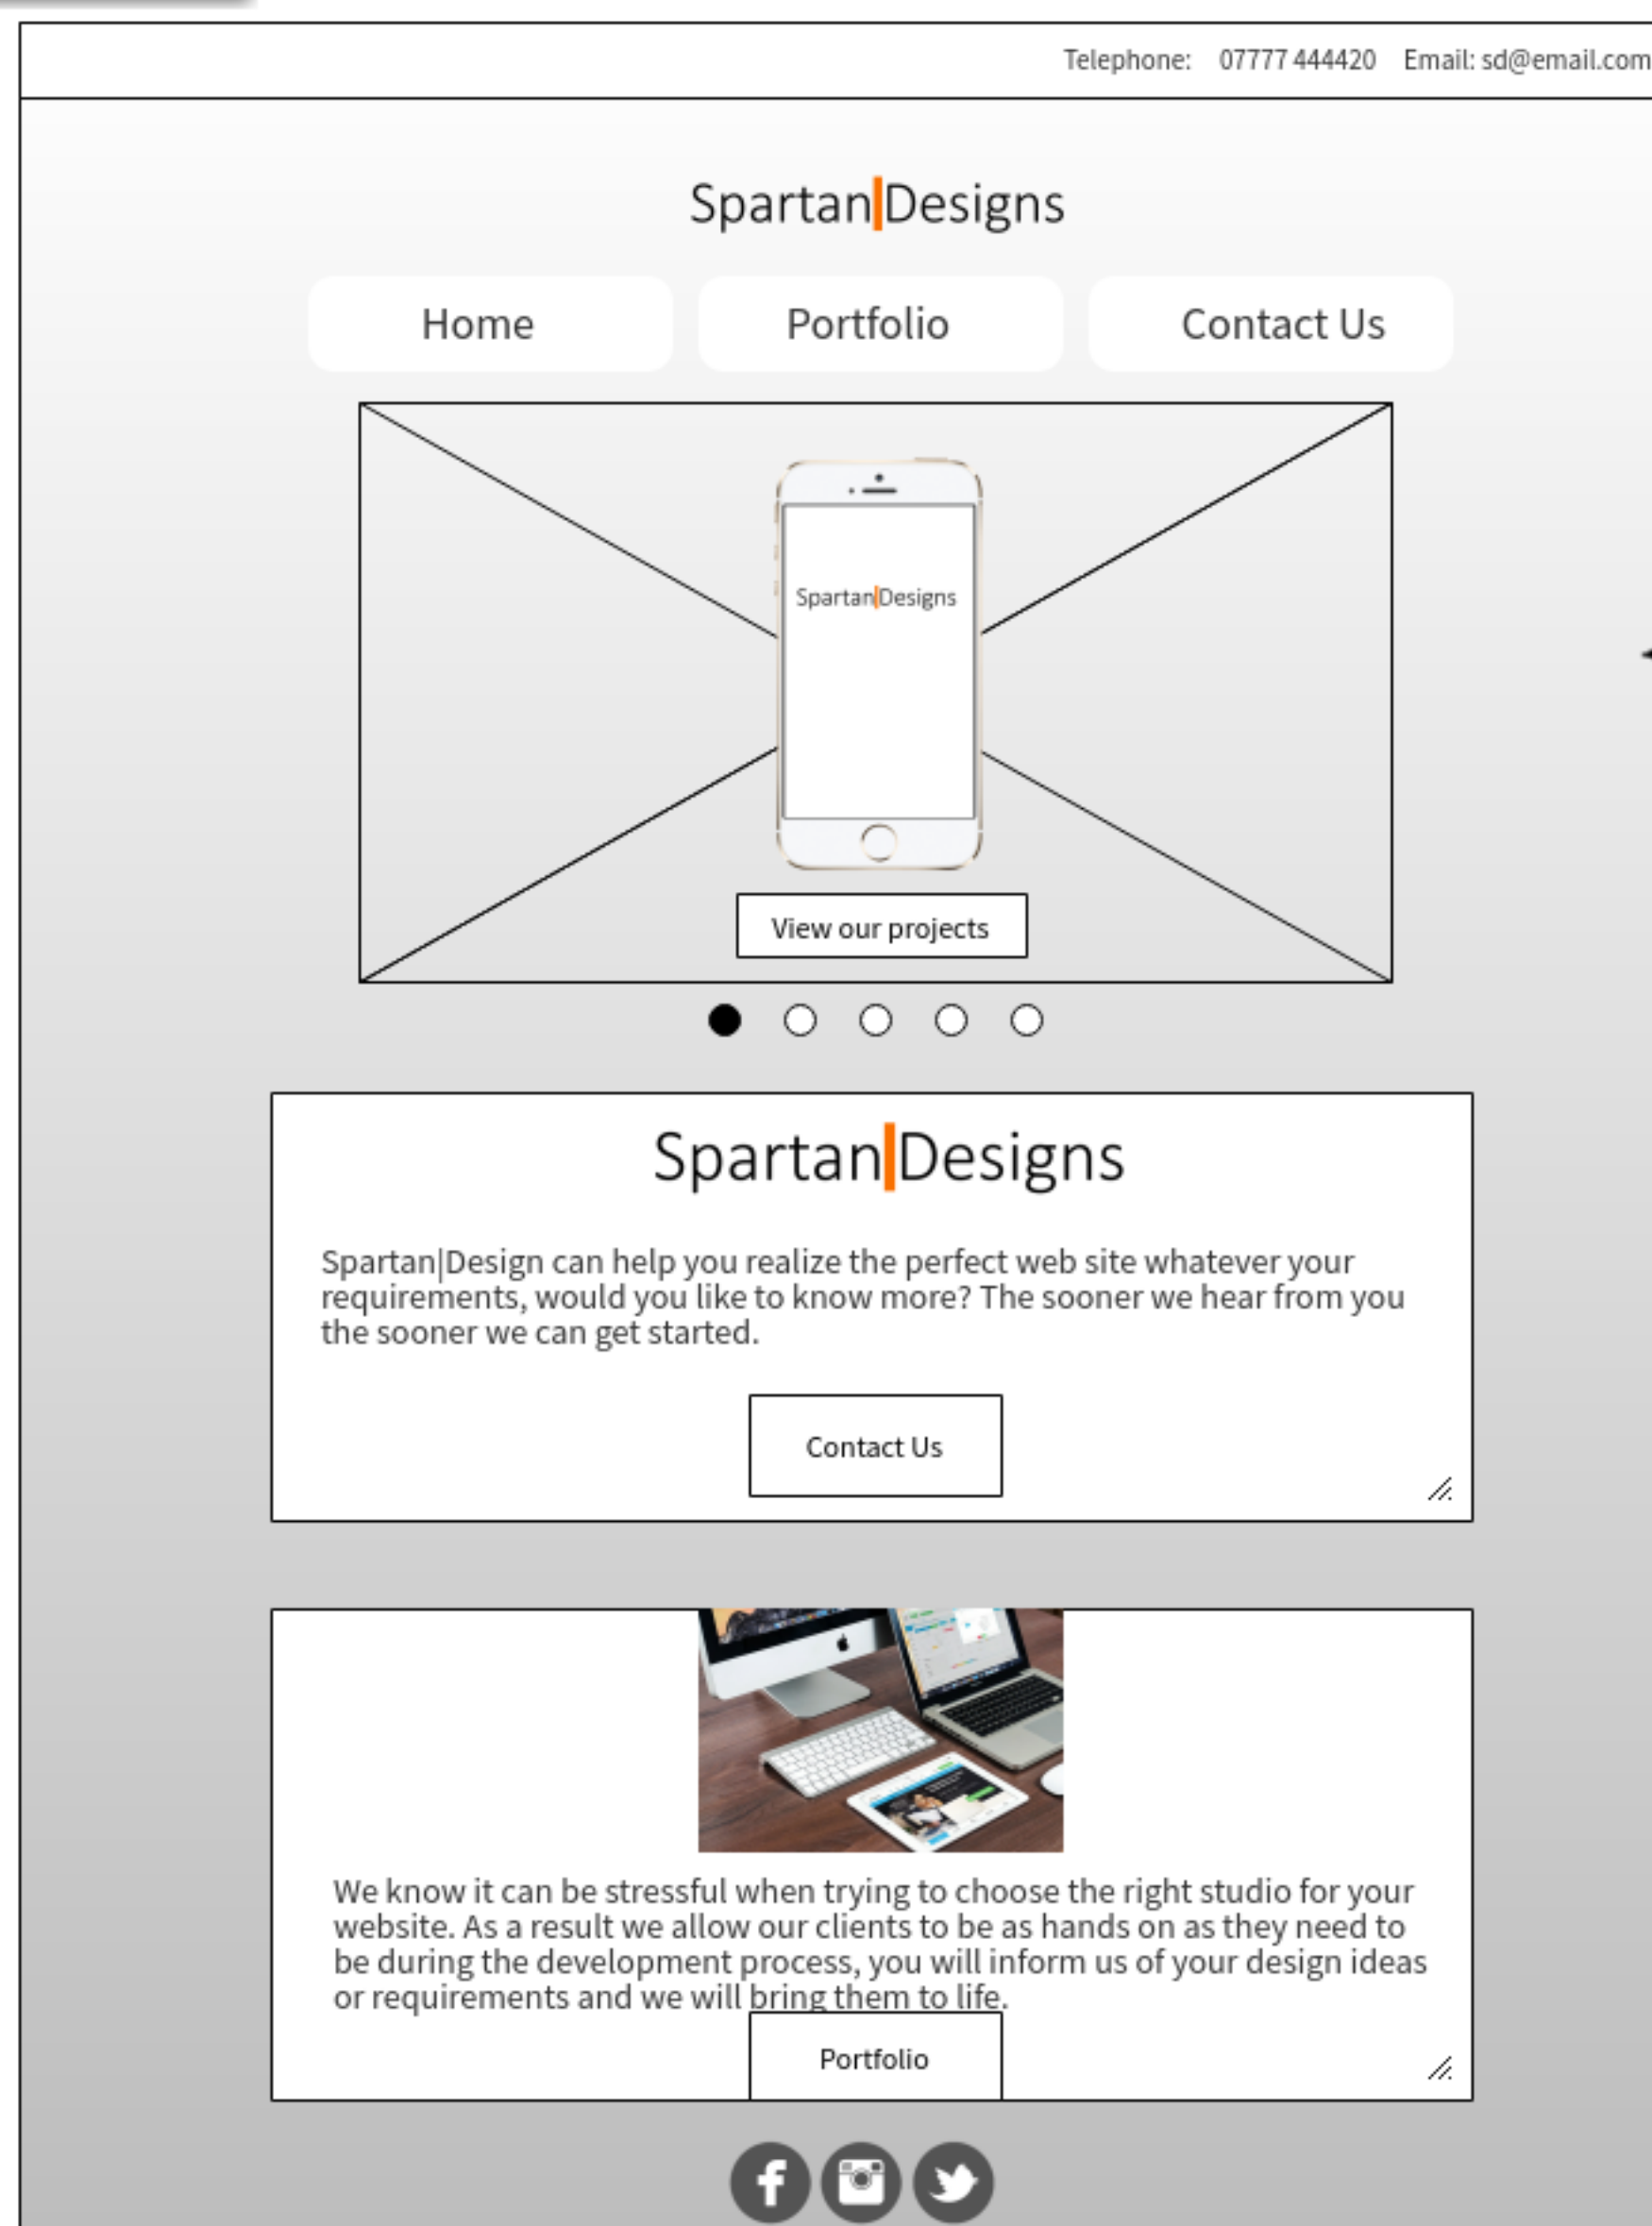 Telephone: 07777 444420 Email: sd@email.com
Spartan|Designs
Home Portfolio Contact Us
Spartan|Designs
View our projects
Spartan|Designs
Spartan|Design can help you realize the perfect web site whatever your
requirements, would you like to know more? The sooner we hear from you
the sooner we can get started.
Contact Us
We know it can be stressful when trying to choose the right studio for your
website. As a result we allow our clients to be as hands on as they need to
be during the development process, you will inform us of your design ideas
or requirements and we will bring them to life.
Portfolio